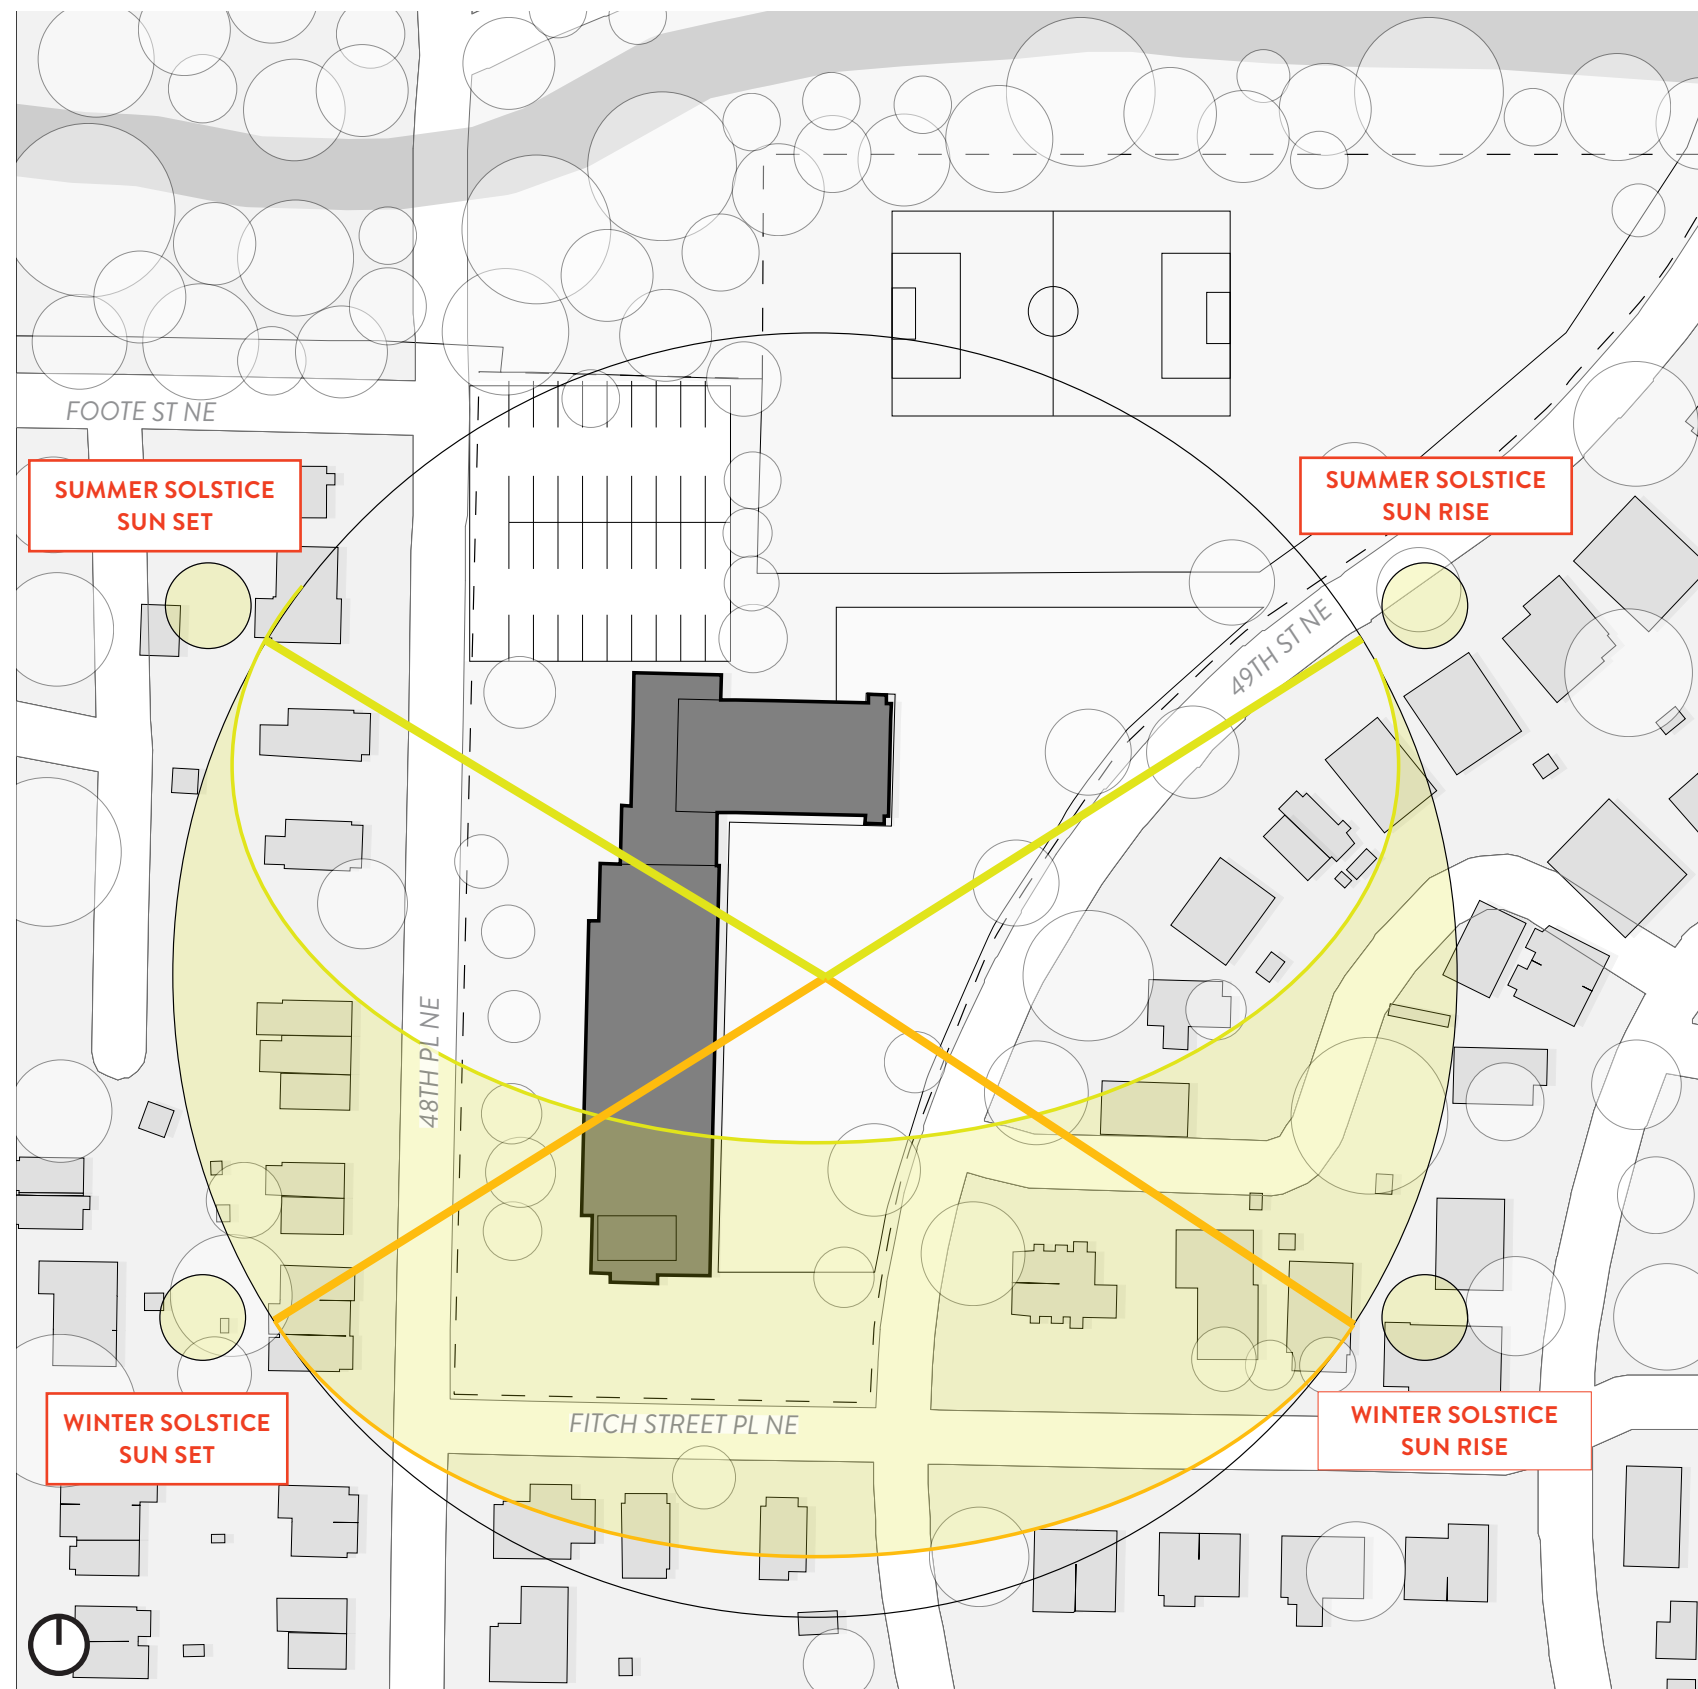 FOOTE ST NE
SUMMER SOLSTICE
SUN SET
SUMMER SOLSTICE
SUN RISE
49TH ST NE
48TH PL NE
WINTER SOLSTICE
SUN SET
FITCH STREET PL NE
WINTER SOLSTICE
SUN RISE